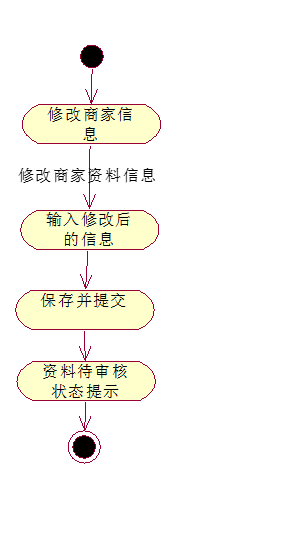 修改商家信
息
修改商家资料信息
输入修改后
的信息
保存并提交
资料待审核
状态提示